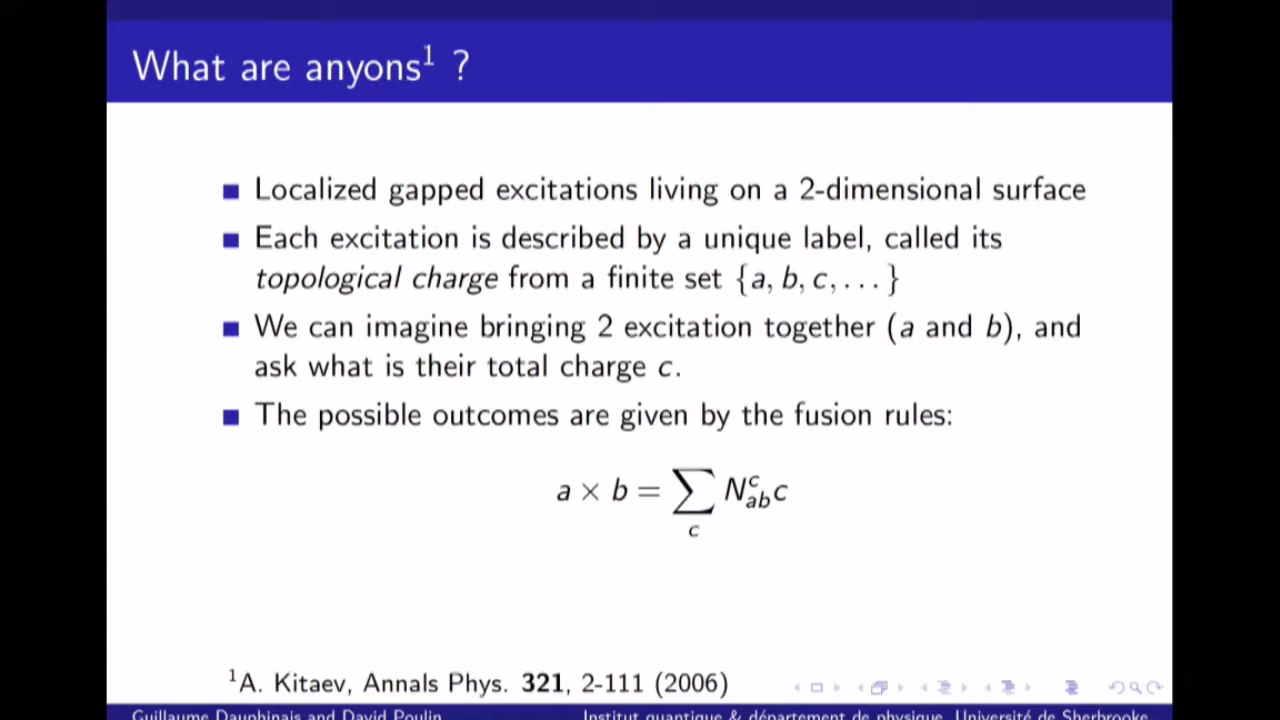 What are anyons¹ ?
■ Localized gapped excitations living on a 2-dimensional surface
■ Each excitation is described by a unique label, called its
topological charge from a finite set {a, b, c, . . . }
■ We can imagine bringing 2 excitation together (a and b), and
ask what is their total charge c.
■ The possible outcomes are given by the fusion rules:
a × b = ∑_c N_{ab}^c c
¹A. Kitaev, Annals Phys. 321, 2-111 (2006)
Guillaume Dauphinais and David Poulin Institut quantique & département de physique, Université de Sherbrooke